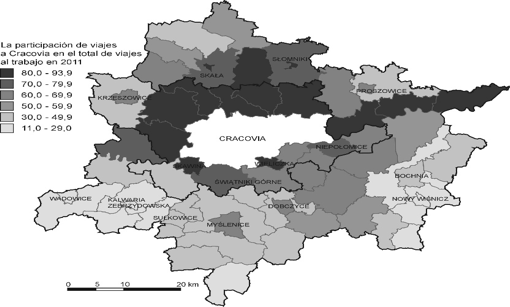 La participación de viajes
a Cracovia en el total de viajes
al trabajo en 2011
80,0 - 93,9
70,0 - 79,9
60,0 - 69,9
50,0 - 59,9
30,0 - 49,9
11,0 - 29,0
SŁOMNIKI
SKAŁA
KRZESZOWICE
PROSZOWICE
CRACOVIA
NIEPOŁOMICE
BOCHNIA
ŚWIĄTNIKI GÓRNE
WADOWICE
KALWARIA
ZEBRZYDOWSKA
DOBCZYCE
NOWY WIŚNICZ
SUŁKOWICE
MYŚLENICE
0 5 10 20 km